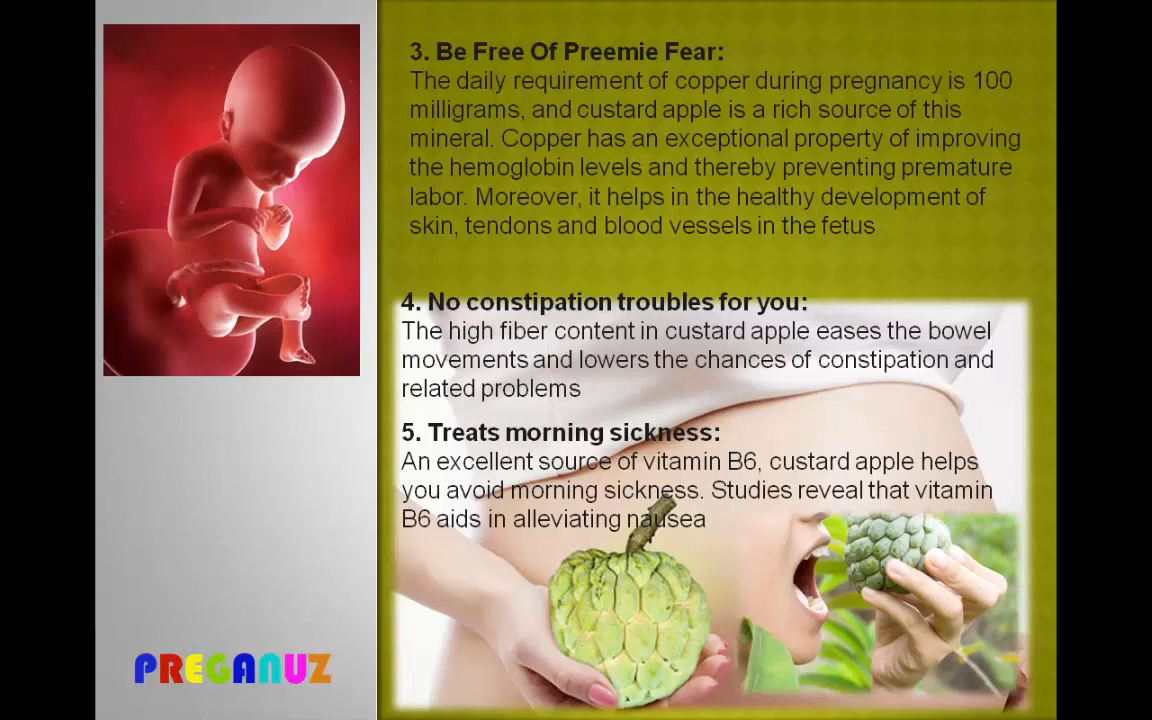 3. Be Free Of Preemie Fear:
The daily requirement of copper during pregnancy is 100
milligrams, and custard apple is a rich source of this
mineral. Copper has an exceptional property of improving
the hemoglobin levels and thereby preventing premature
labor. Moreover, it helps in the healthy development of
skin, tendons and blood vessels in the fetus
4. No constipation troubles for you:
The high fiber content in custard apple eases the bowel
movements and lowers the chances of constipation and
related problems
5. Treats morning sickness:
An excellent source of vitamin B6, custard apple helps
you avoid morning sickness. Studies reveal that vitamin
B6 aids in alleviating nausea
PREGANUZ